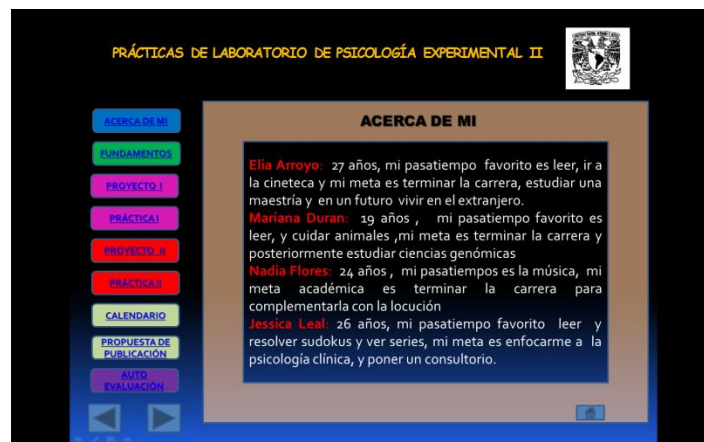 PRÁCTICAS DE LABORATORIO DE PSICOLOGÍA EXPERIMENTAL II
ACERCA DE MI
FUNDAMENTOS
PROYECTO I
PRÁCTICA I
PROYECTO II
PRÁCTICA II
CALENDARIO
PROPUESTA DE
PUBLICACIÓN
AUTO
EVALUACIÓN
ACERCA DE MI
Elia Arroyo: 27 años, mi pasatiempo favorito es leer, ir a
la cineteca y mi meta es terminar la carrera, estudiar una
maestría y en un futuro vivir en el extranjero.
Mariana Duran: 19 años , mi pasatiempo favorito es
leer, y cuidar animales ,mi meta es terminar la carrera y
posteriormente estudiar ciencias genómicas
Nadia Flores: 24 años , mi pasatiempos es la música, mi
meta académica es terminar la carrera para
complementarla con la locución
Jessica Leal: 26 años, mi pasatiempo favorito leer y
resolver sudokus y ver series, mi meta es enfocarme a la
psicología clínica, y poner un consultorio.